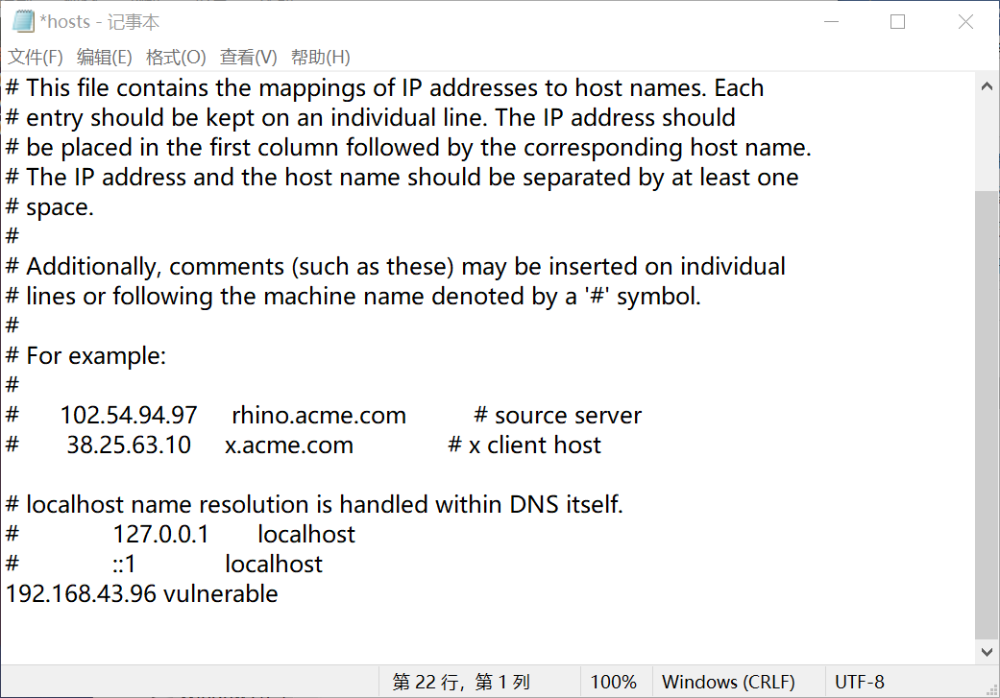 *hosts - 记事本
文件(F) 编辑(E) 格式(O) 查看(V) 帮助(H)
# This file contains the mappings of IP addresses to host names. Each
# entry should be kept on an individual line. The IP address should
# be placed in the first column followed by the corresponding host name.
# The IP address and the host name should be separated by at least one
# space.
#
# Additionally, comments (such as these) may be inserted on individual
# lines or following the machine name denoted by a '#' symbol.
#
# For example:
#
# 102.54.94.97 rhino.acme.com # source server
# 38.25.63.10 x.acme.com # x client host
# localhost name resolution is handled within DNS itself.
# 127.0.0.1 localhost
# ::1 localhost
192.168.43.96 vulnerable
第 22 行，第 1 列 100% Windows (CRLF) UTF-8